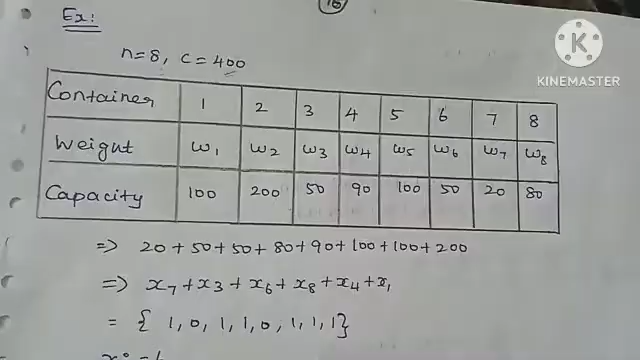 16
Ex:
n=8, c=400
K
KINEMASTER
Container 1 2 3 4 5 6 7 8
Weight w₁ w₂ w₃ w₄ w₅ w₆ w₇ w₈
Capacity 100 200 50 90 100 50 20 80
=> 20+50+50+80+90+100+100+200
=> x₇+x₃+x₆+x₈+x₄+x₁
= { 1, 0, 1, 1, 0, 1, 1, 1}